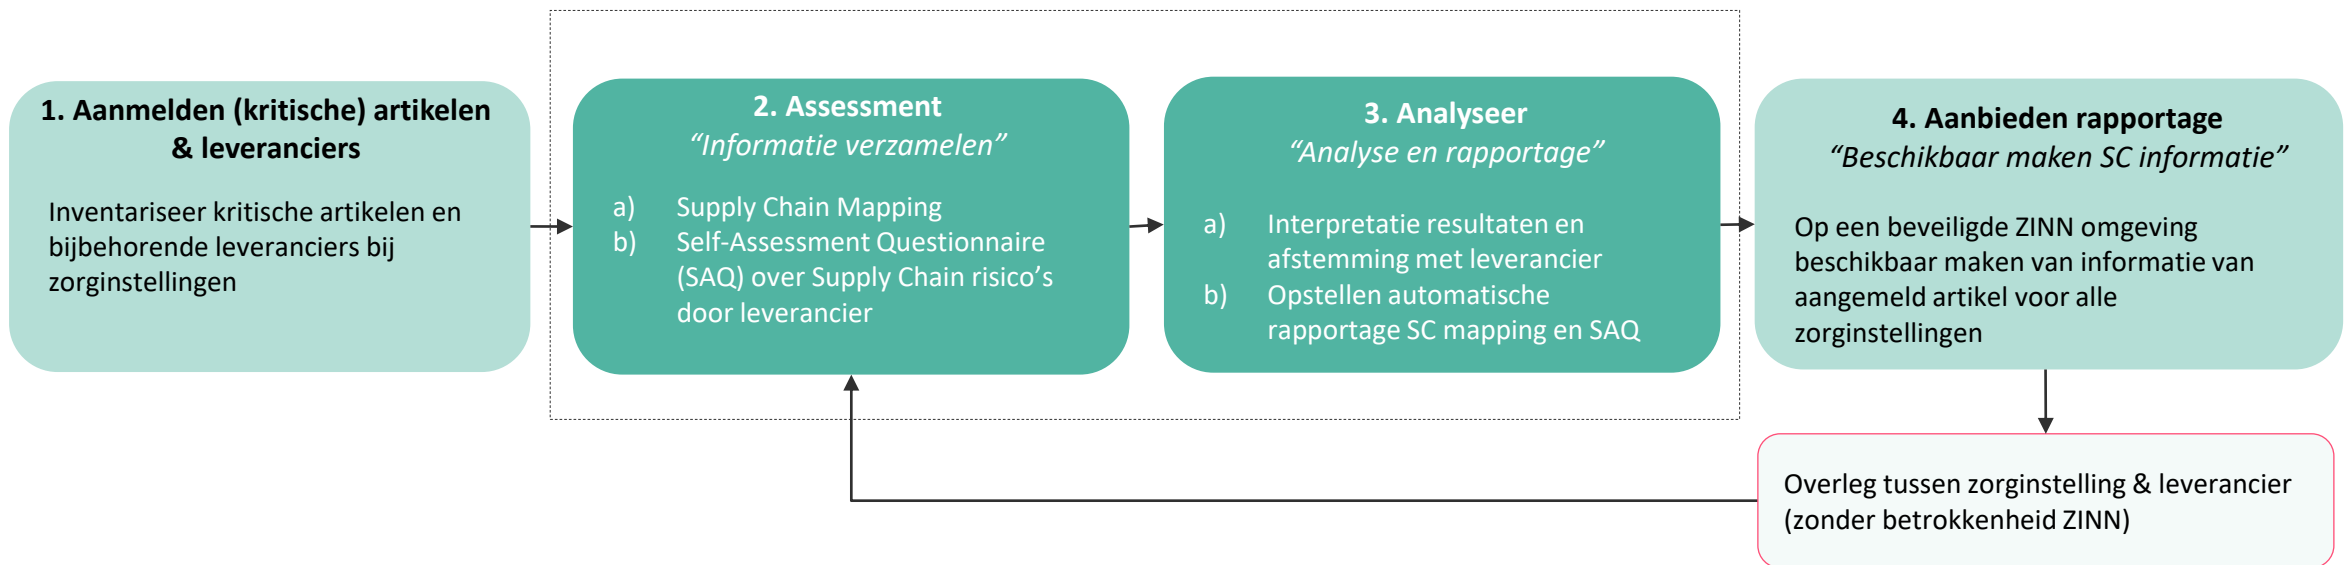 1. Aanmelden (kritische) artikelen
& leveranciers
Inventariseer kritische artikelen en
bijbehorende leveranciers bij
zorginstellingen
2. Assessment
“Informatie verzamelen”
a) Supply Chain Mapping
b) Self-Assessment Questionnaire
(SAQ) over Supply Chain risico’s
door leverancier
3. Analyseer
“Analyse en rapportage”
a) Interpretatie resultaten en
afstemming met leverancier
b) Opstellen automatische
rapportage SC mapping en SAQ
4. Aanbieden rapportage
“Beschikbaar maken SC informatie”
Op een beveiligde ZINN omgeving
beschikbaar maken van informatie van
aangemeld artikel voor alle
zorginstellingen
Overleg tussen zorginstelling & leverancier
(zonder betrokkenheid ZINN)